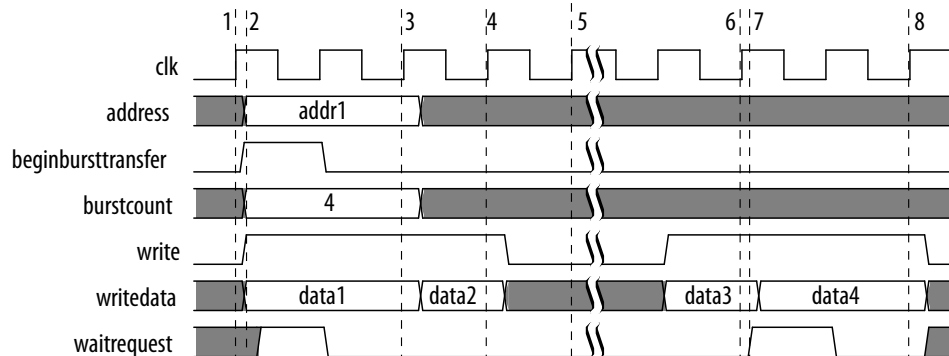 1 2 3 4 5 6 7 8
clk
address addr1
beginbursttransfer
burstcount 4
write
writedata data1 data2 data3 data4
waitrequest